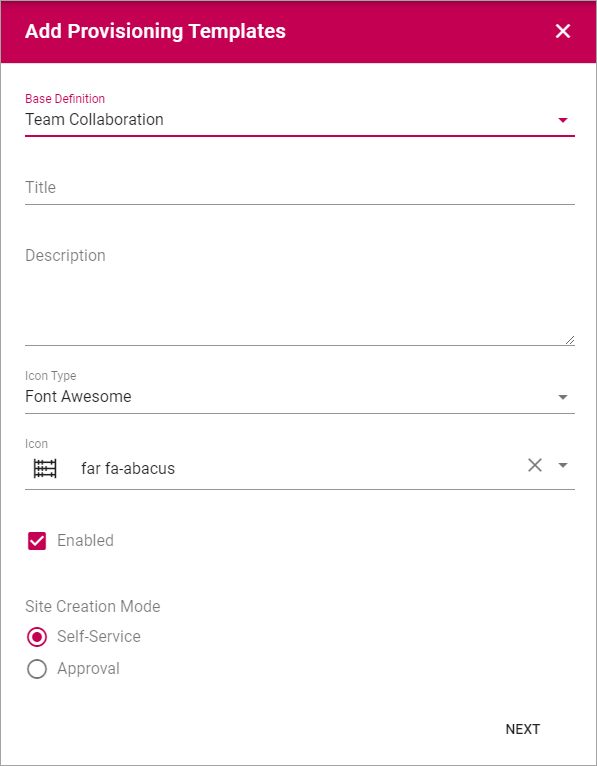 Add Provisioning Templates
Base Definition
Team Collaboration
Title
Description
Icon Type
Font Awesome
Icon
far fa-abacus
Enabled
Site Creation Mode
Self-Service
Approval
NEXT